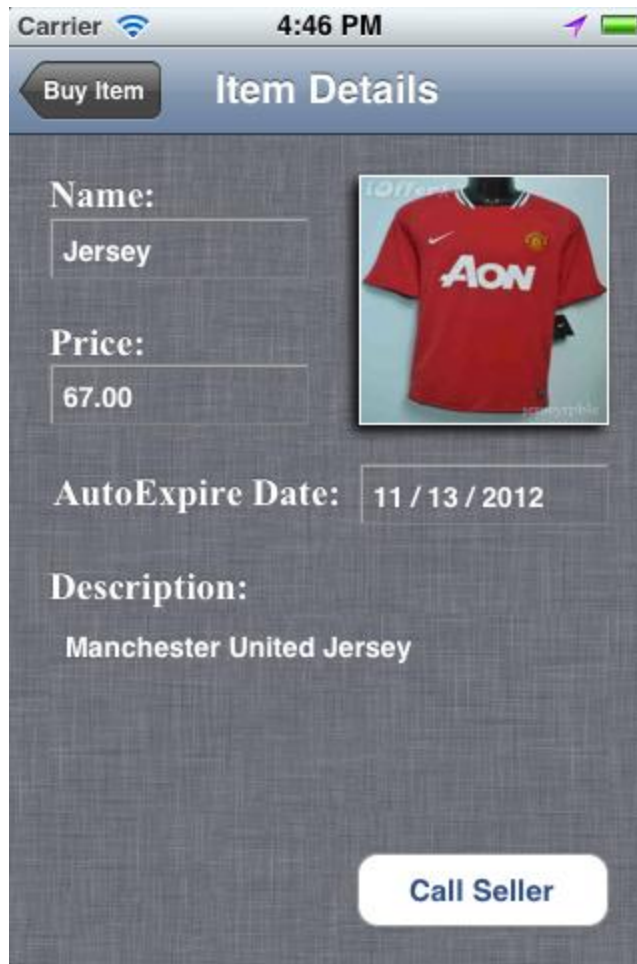 Carrier 4:46 PM
Buy Item Item Details
Name:
Jersey
iOffer
AON
Price:
67.00
AutoExpire Date: 11 / 13 / 2012
Description:
Manchester United Jersey
Call Seller